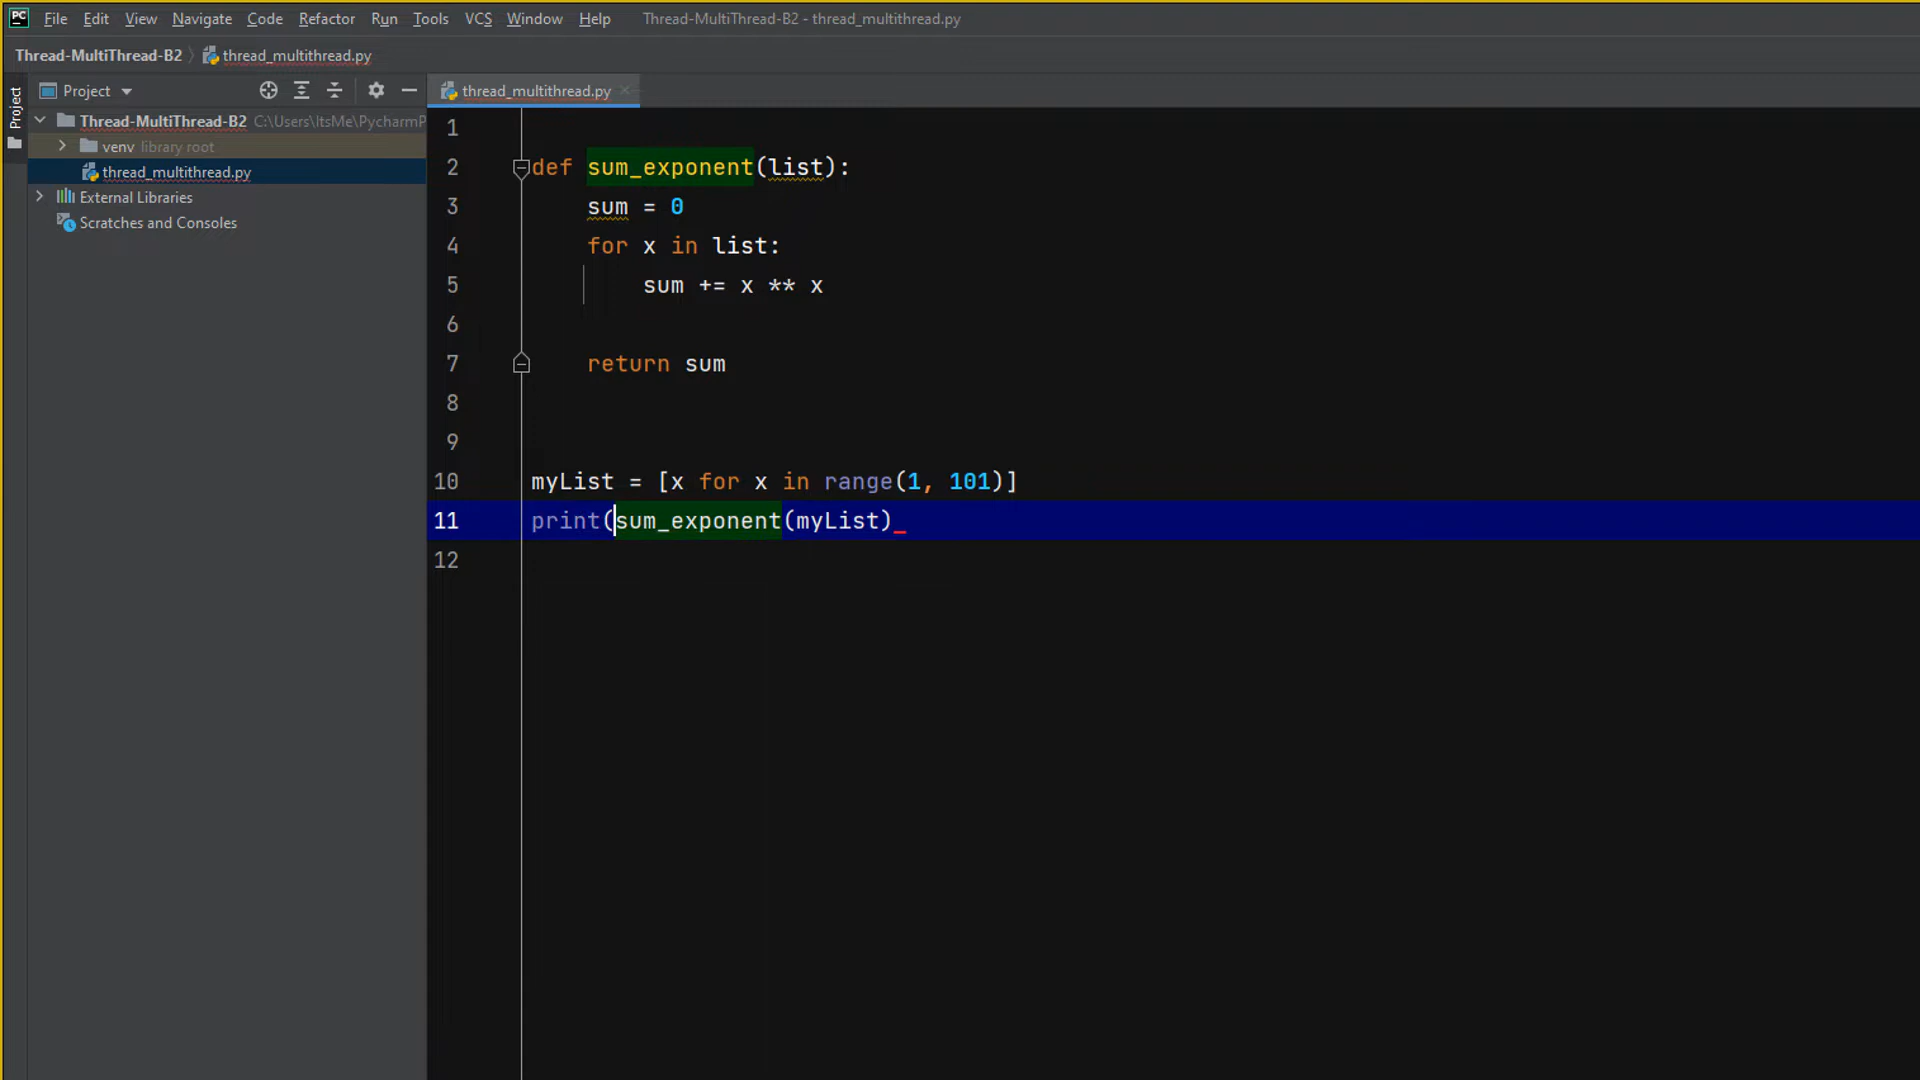 PC File Edit View Navigate Code Refactor Run Tools VCS Window Help Thread-MultiThread-B2 - thread_multithread.py
Thread-MultiThread-B2 thread_multithread.py
Project
Project
thread_multithread.py
Thread-MultiThread-B2 C:\Users\ItsMe\PycharmP
venv library root
thread_multithread.py
External Libraries
Scratches and Consoles
1
2 def sum_exponent(list):
3 sum = 0
4 for x in list:
5 sum += x ** x
6
7 return sum
8
9
10 myList = [x for x in range(1, 101)]
11 print(sum_exponent(myList)
12